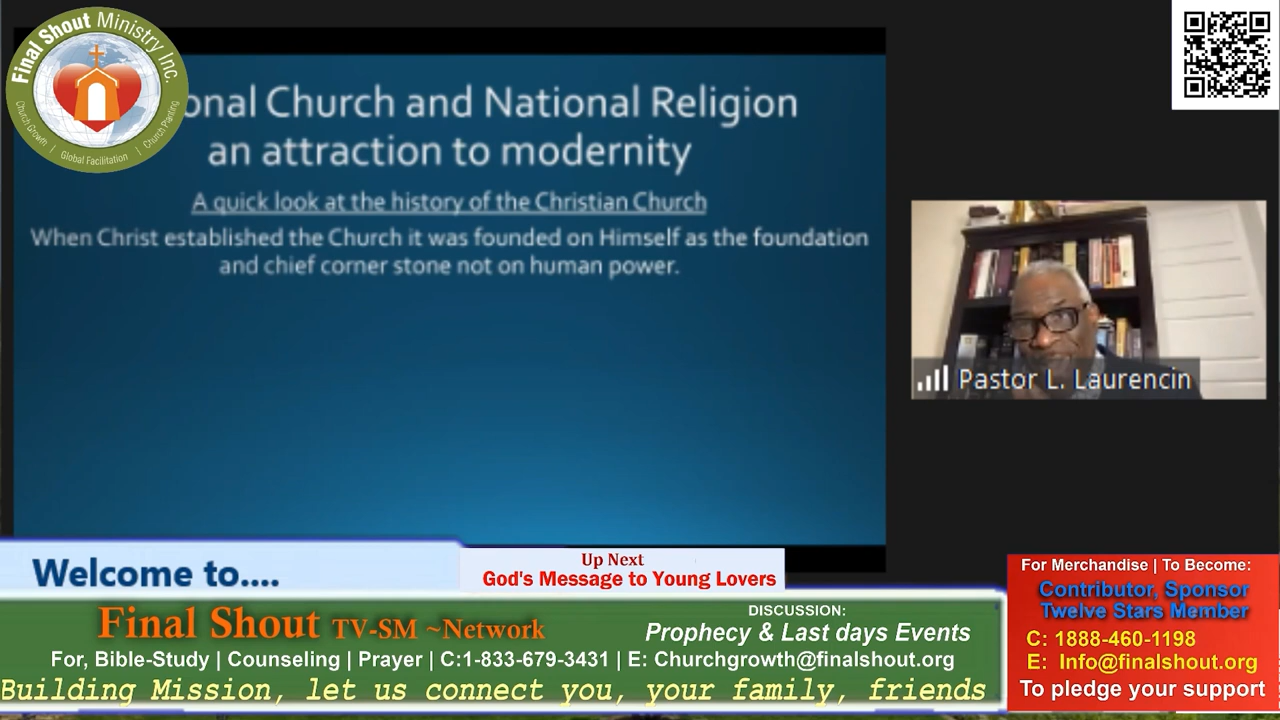 Final Shout Ministry Inc.
Church Growth | Global Facilitation | Church Planting
onal Church and National Religion
an attraction to modernity
A quick look at the history of the Christian Church
When Christ established the Church it was founded on Himself as the foundation
and chief corner stone not on human power.
Pastor L. Laurencin
Welcome to....
Up Next
God's Message to Young Lovers
Final Shout TV-SM ~Network
DISCUSSION:
Prophecy & Last days Events
For, Bible-Study | Counseling | Prayer | C:1-833-679-3431 | E: Churchgrowth@finalshout.org
Building Mission, let us connect you, your family, friends
For Merchandise | To Become:
Contributor, Sponsor
Twelve Stars Member
C: 1888-460-1198
E: Info@finalshout.org
To pledge your support